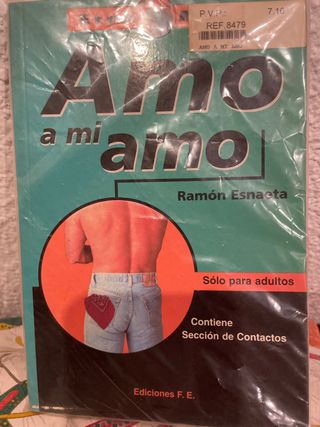 P.V.P.: 7.16
REF.8479
AMO A MI AMO
Amo
a mi
amo
Ramón Esnaeta
Sólo para adultos
Contiene
Sección de Contactos
Ediciones F. E.